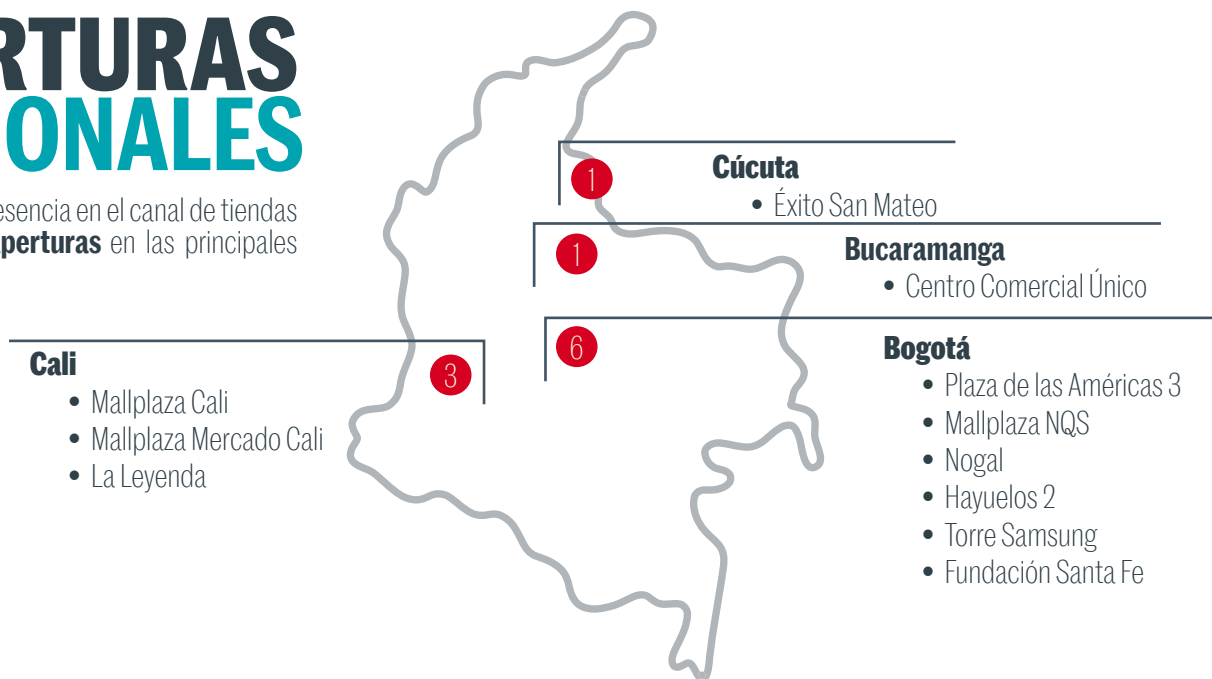 RTURAS
ONALES
esencia en el canal de tiendas
perturas en las principales
1
Cúcuta
• Éxito San Mateo
1
Bucaramanga
• Centro Comercial Único
6
Bogotá
• Plaza de las Américas 3
• Mallplaza NQS
• Nogal
• Hayuelos 2
• Torre Samsung
• Fundación Santa Fe
3
Cali
• Mallplaza Cali
• Mallplaza Mercado Cali
• La Leyenda